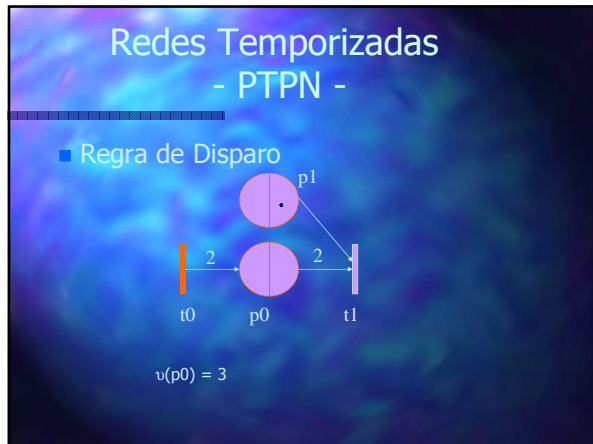 Redes Temporizadas
- PTPN -
Regra de Disparo
p1
2
2
t0
p0
t1
υ(p0) = 3